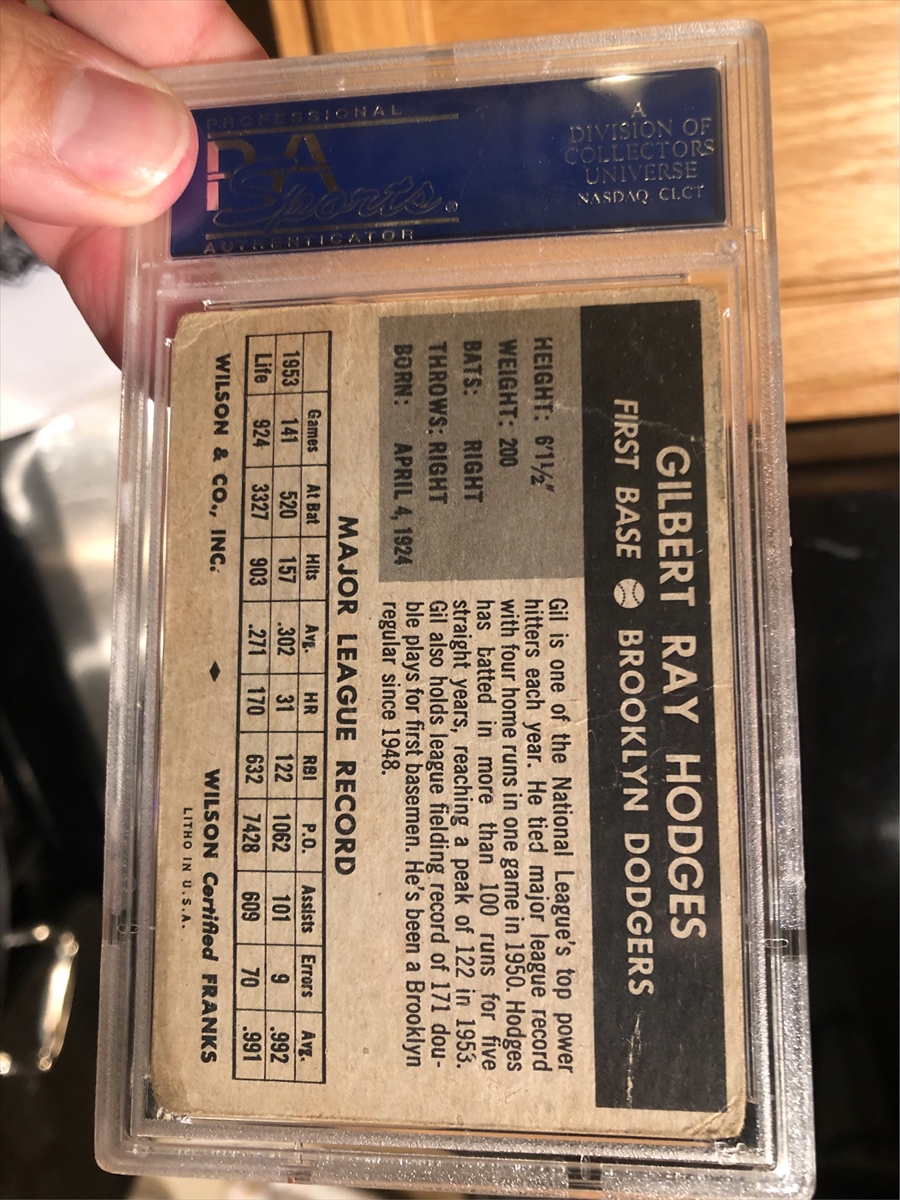 PROFESSIONAL
PSA
Sports®
AUTHENTICATOR
A
DIVISION OF
COLLECTORS
UNIVERSE
NASDAQ CLCT
GILBERT RAY HODGES
FIRST BASE BROOKLYN DODGERS
HEIGHT: 6'1½"
WEIGHT: 200
BATS: RIGHT
THROWS: RIGHT
BORN: APRIL 4, 1924
Gil is one of the National League's top power
hitters each year. He tied major league record
with four home runs in one game in 1950. Hodges
has batted in more than 100 runs for five
straight years, reaching a peak of 122 in 1953.
Gil also holds league fielding record of 171 dou-
ble plays for first basemen. He's been a Brooklyn
regular since 1948.
MAJOR LEAGUE RECORD
Games At Bat Hits Avg. HR RBI P.O. Assists Errors Avg.
1953 141 520 157 .302 31 122 1062 101 9 .992
Life 924 3327 903 .271 170 632 7428 609 70 .991
WILSON & CO., INC. ◆ WILSON Certified FRANKS
LITHO IN U.S.A.